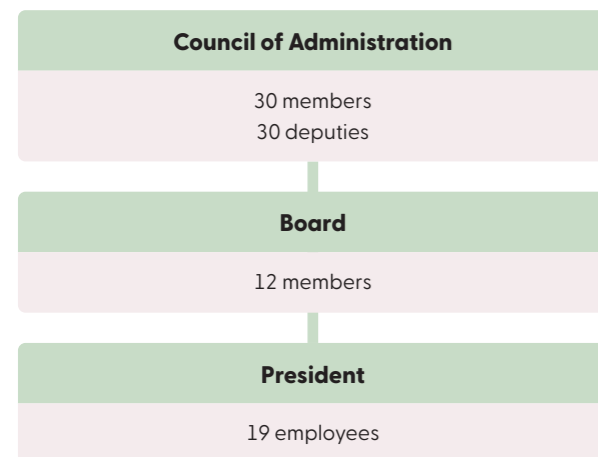 Council of Administration
30 members
30 deputies
Board
12 members
President
19 employees